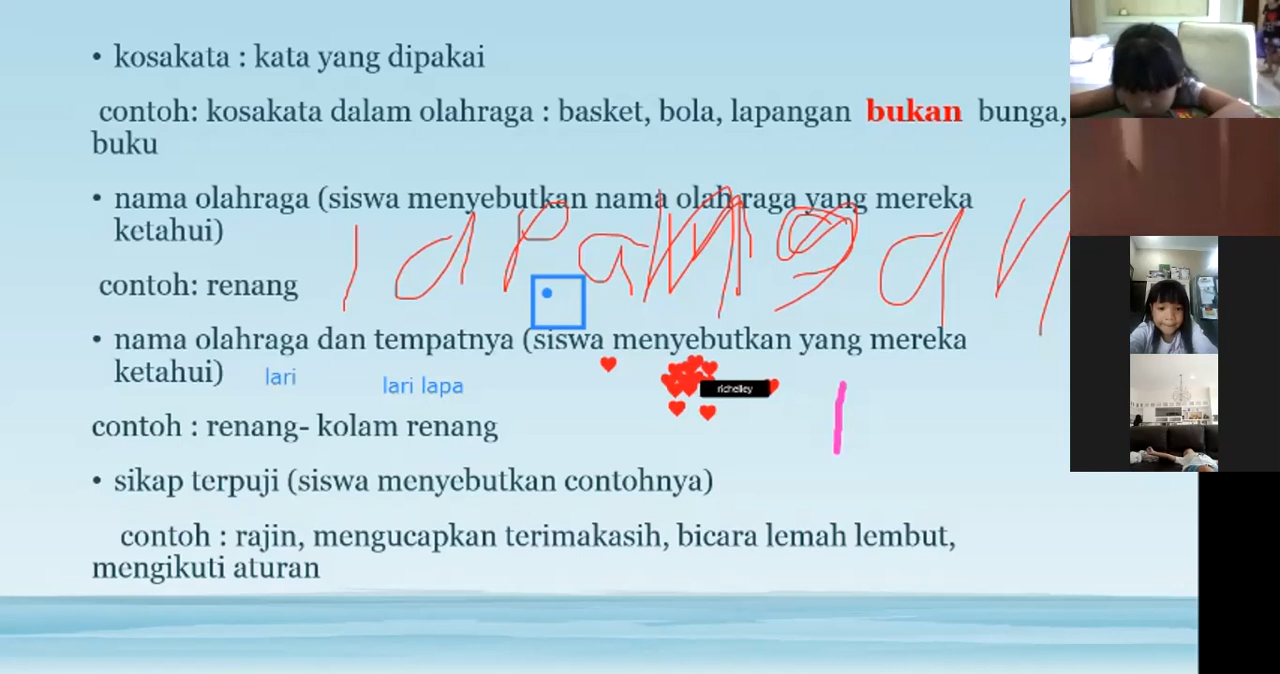 • kosakata : kata yang dipakai
contoh: kosakata dalam olahraga : basket, bola, lapangan bukan bunga,
buku
• nama olahraga (siswa menyebutkan nama olahraga yang mereka
ketahui)
lapangan
contoh: renang
• nama olahraga dan tempatnya (siswa menyebutkan yang mereka
ketahui)
lari
lari lapa
richelley
contoh : renang- kolam renang
• sikap terpuji (siswa menyebutkan contohnya)
contoh : rajin, mengucapkan terimakasih, bicara lemah lembut,
mengikuti aturan